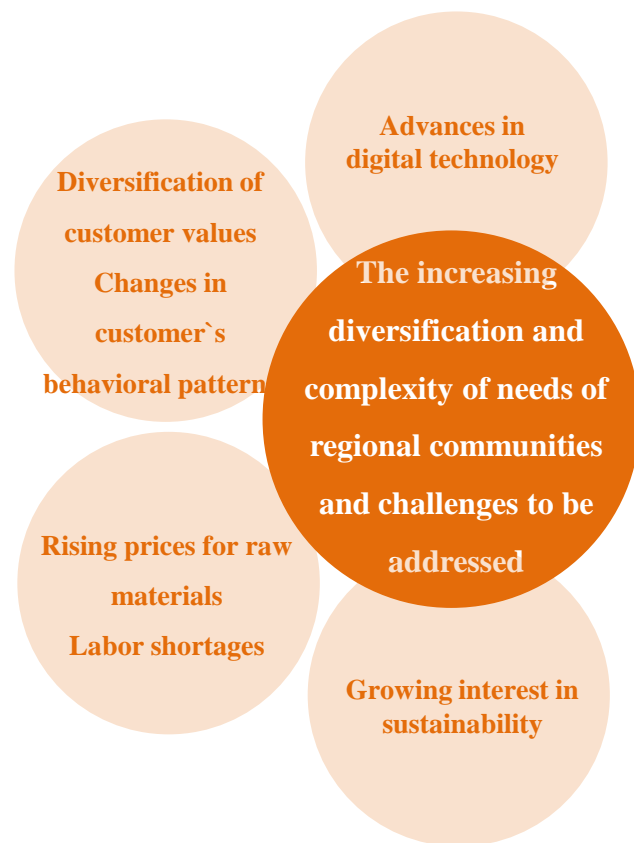 Advances in
digital technology
Diversification of
customer values
Changes in
customer`s
behavioral pattern
The increasing
diversification and
complexity of needs of
regional communities
and challenges to be
addressed
Rising prices for raw
materials
Labor shortages
Growing interest in
sustainability